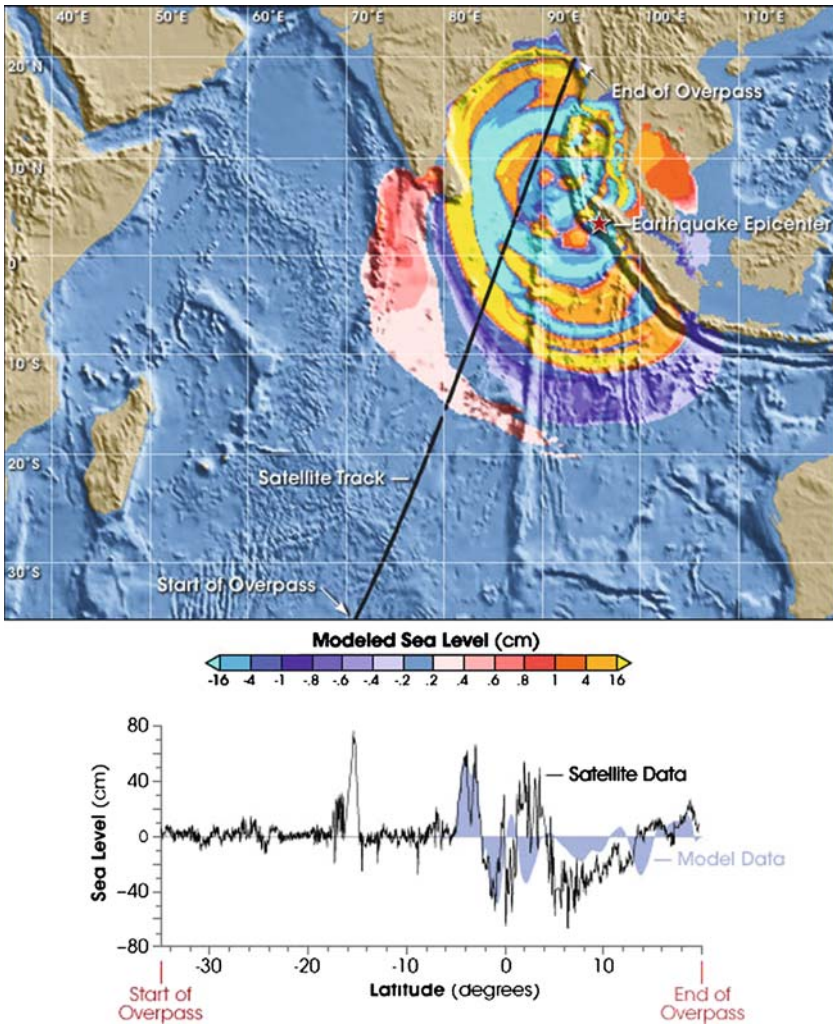 40°E 50°E 60°E 70°E 80°E 90°E 100°E 110°E
20°N
End of Overpass
10°N
Earthquake Epicenter
0°
10°S
20°S
Satellite Track
30°S
Start of Overpass
Modeled Sea Level (cm)
-16 -4 -1 -.8 -.6 -.4 -.2 .2 .4 .6 .8 1 4 16
80
Satellite Data
40
Sea Level (cm)
0
Model Data
-40
-80
-30 -20 -10 0 10
Latitude (degrees)
Start of Overpass
End of Overpass